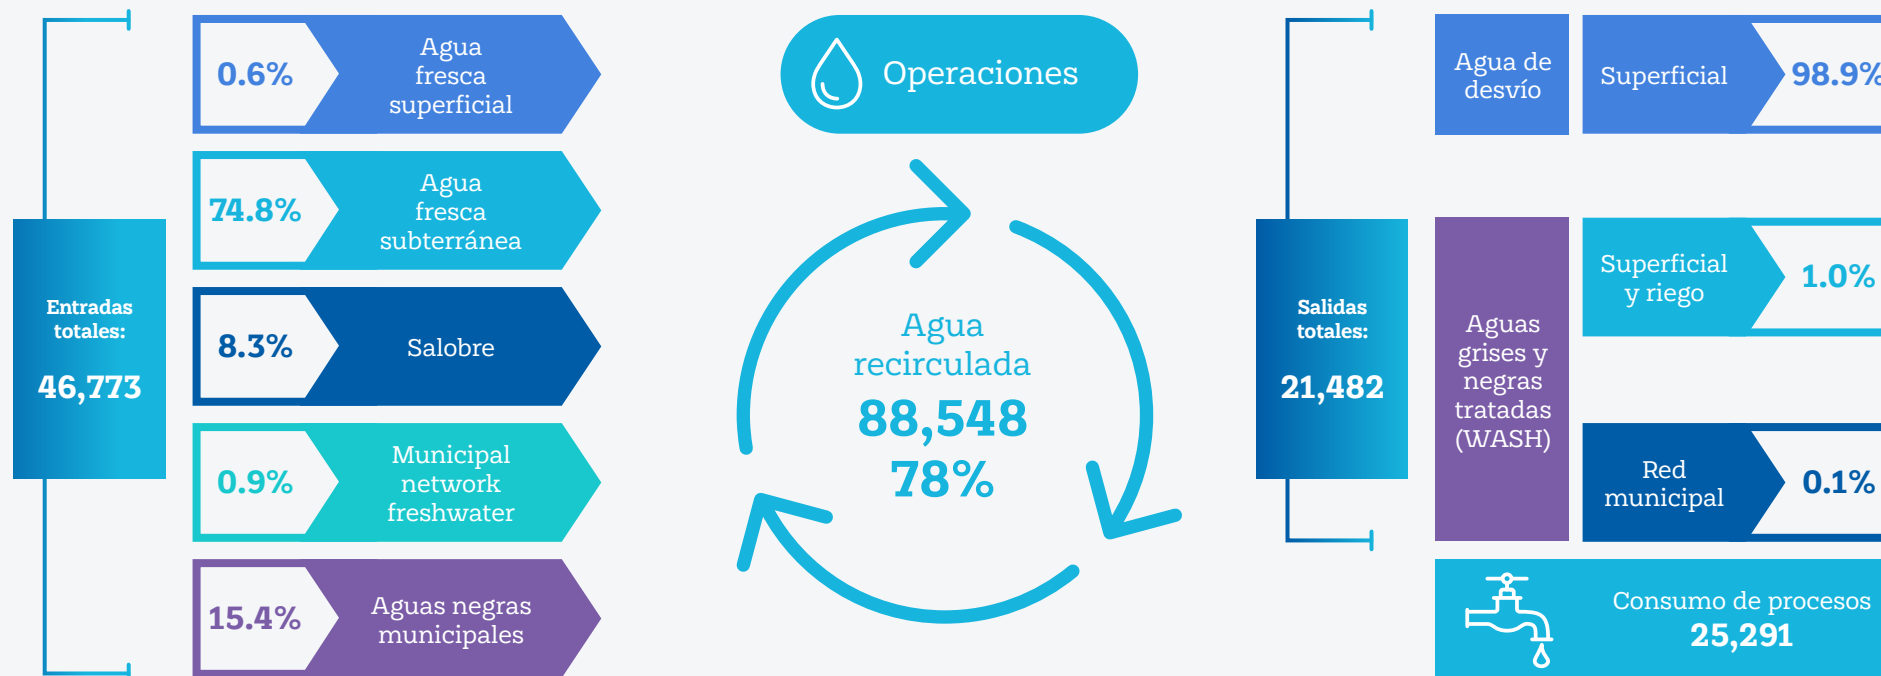 Entradas
totales:
46,773
0.6%
Agua
fresca
superficial
74.8%
Agua
fresca
subterránea
8.3%
Salobre
0.9%
Municipal
network
freshwater
15.4%
Aguas negras
municipales
Operaciones
Agua
recirculada
88,548
78%
Salidas
totales:
21,482
Agua de
desvío
Superficial
98.9%
Aguas
grises y
negras
tratadas
(WASH)
Superficial
y riego
1.0%
Red
municipal
0.1%
Consumo de procesos
25,291